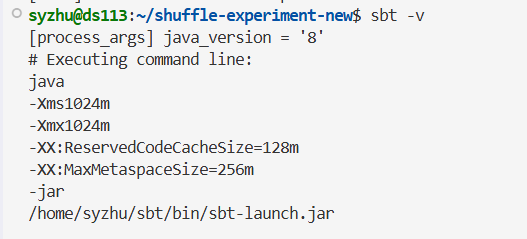 syzhu@ds113:~/shuffle-experiment-new$ sbt -v
[process_args] java_version = '8'
# Executing command line:
java
-Xms1024m
-Xmx1024m
-XX:ReservedCodeCacheSize=128m
-XX:MaxMetaspaceSize=256m
-jar
/home/syzhu/sbt/bin/sbt-launch.jar